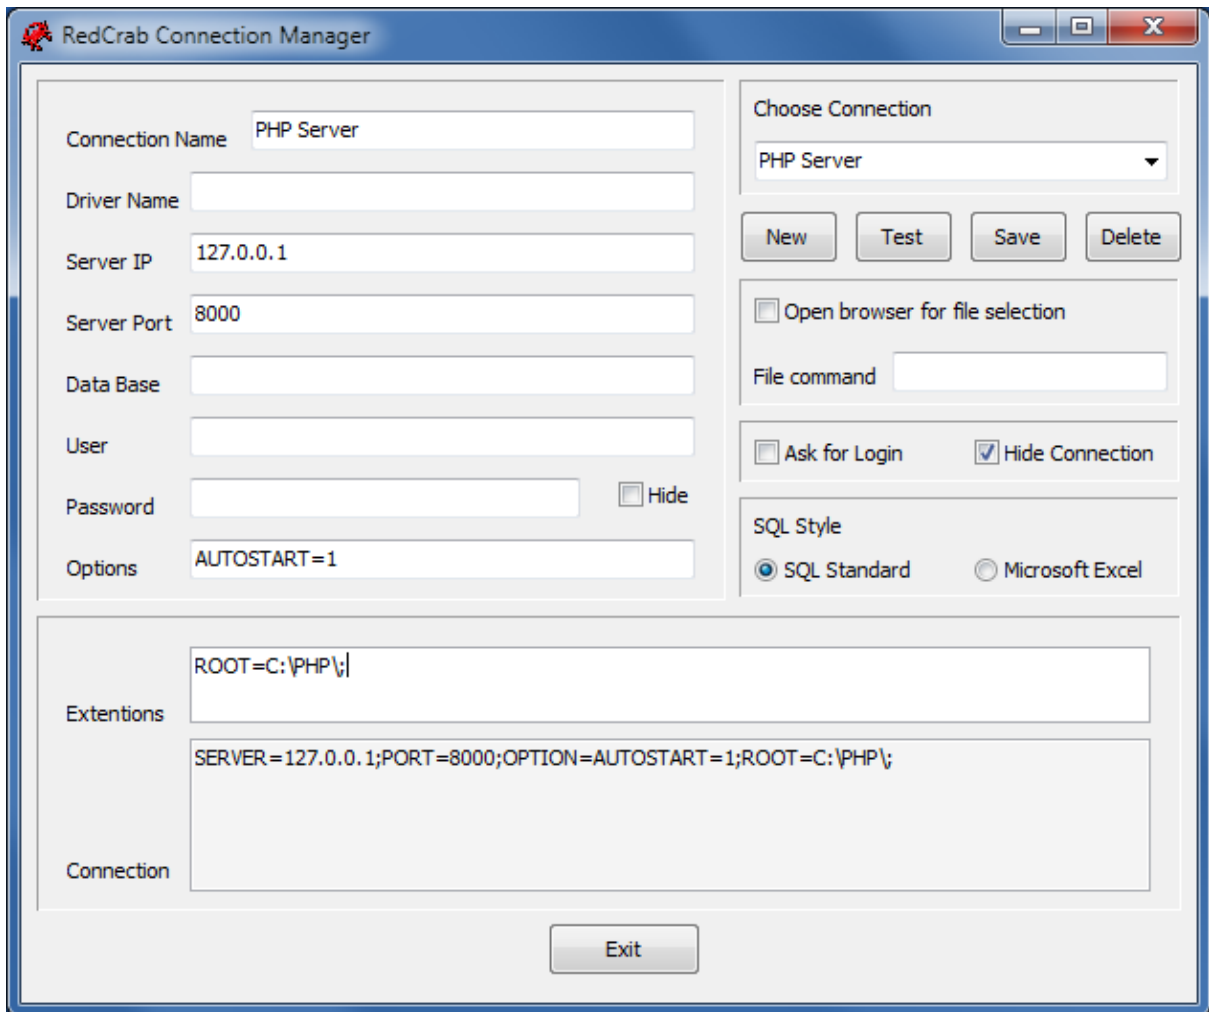 RedCrab Connection Manager
Connection Name PHP Server
Driver Name
Server IP 127.0.0.1
Server Port 8000
Data Base
User
Password Hide
Options AUTOSTART=1
Choose Connection
PHP Server
New Test Save Delete
Open browser for file selection
File command
Ask for Login Hide Connection
SQL Style
SQL Standard Microsoft Excel
Extentions ROOT=C:\PHP\;
Connection SERVER=127.0.0.1;PORT=8000;OPTION=AUTOSTART=1;ROOT=C:\PHP\;
Exit